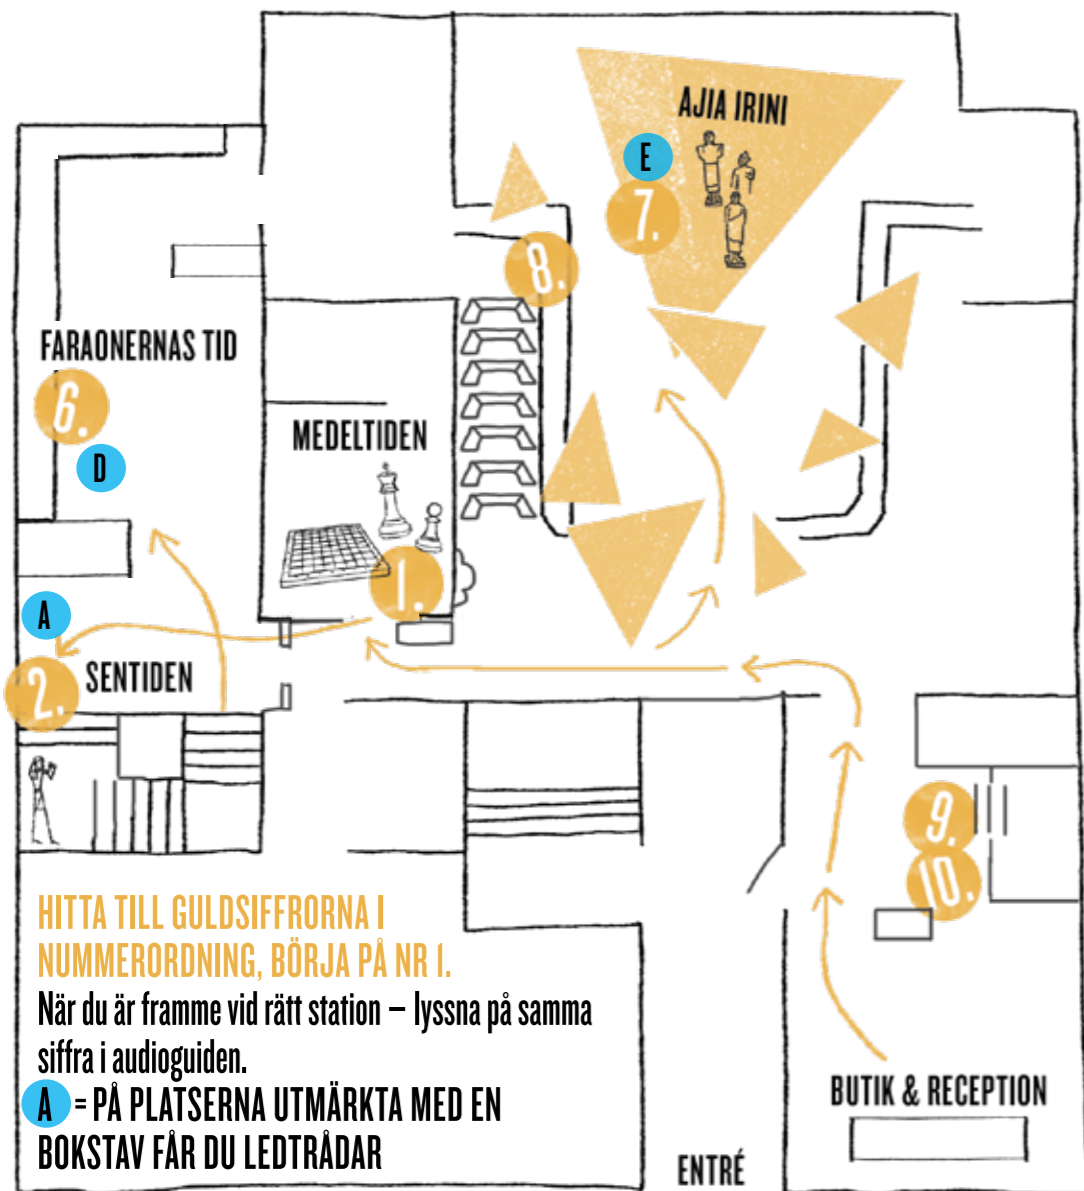 AJIA IRINI
E
7.
8.
FARAONERNAS TID
6.
D
MEDELTIDEN
1.
A
2.
SENTIDEN
9.
10.
HITTA TILL GULDSIFFRORNA I
NUMMERORDNING, BÖRJA PÅ NR 1.
När du är framme vid rätt station – lyssna på samma
siffra i audioguiden.
A = PÅ PLATSERNA UTMÄRKTA MED EN
BOKSTAV FÅR DU LEDTRÅDAR
BUTIK & RECEPTION
ENTRÉ